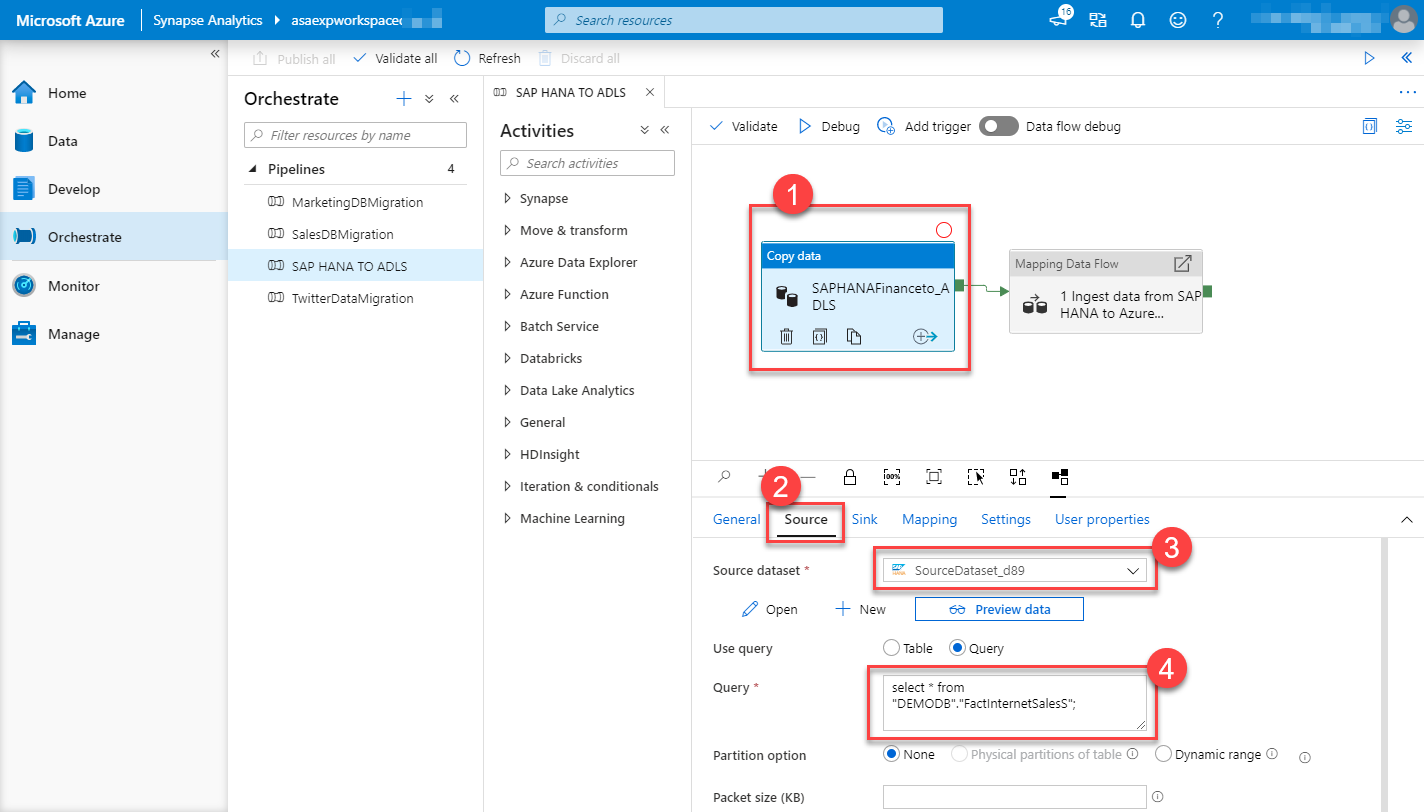 Microsoft Azure
Synapse Analytics
asaexpworkspace
Search resources
16
?
Publish all
Validate all
Refresh
Discard all
Home
Data
Develop
Orchestrate
Monitor
Manage
Orchestrate
Filter resources by name
Pipelines
4
MarketingDBMigration
SalesDBMigration
SAP HANA TO ADLS
TwitterDataMigration
SAP HANA TO ADLS
Activities
Search activities
Synapse
Move & transform
Azure Data Explorer
Azure Function
Batch Service
Databricks
Data Lake Analytics
General
HDInsight
Iteration & conditionals
Machine Learning
Validate
Debug
Add trigger
Data flow debug
1
Copy data
SAPHANAFinanceto_A
DLS
Mapping Data Flow
1 Ingest data from SAP
HANA to Azure...
100%
2
General
Source
Sink
Mapping
Settings
User properties
3
Source dataset *
SAP HANA
SourceDataset_d89
Open
New
Preview data
Use query
Table
Query
4
Query *
select * from
"DEMODB"."FactInternetSalesS";
Partition option
None
Physical partitions of table
Dynamic range
Packet size (KB)